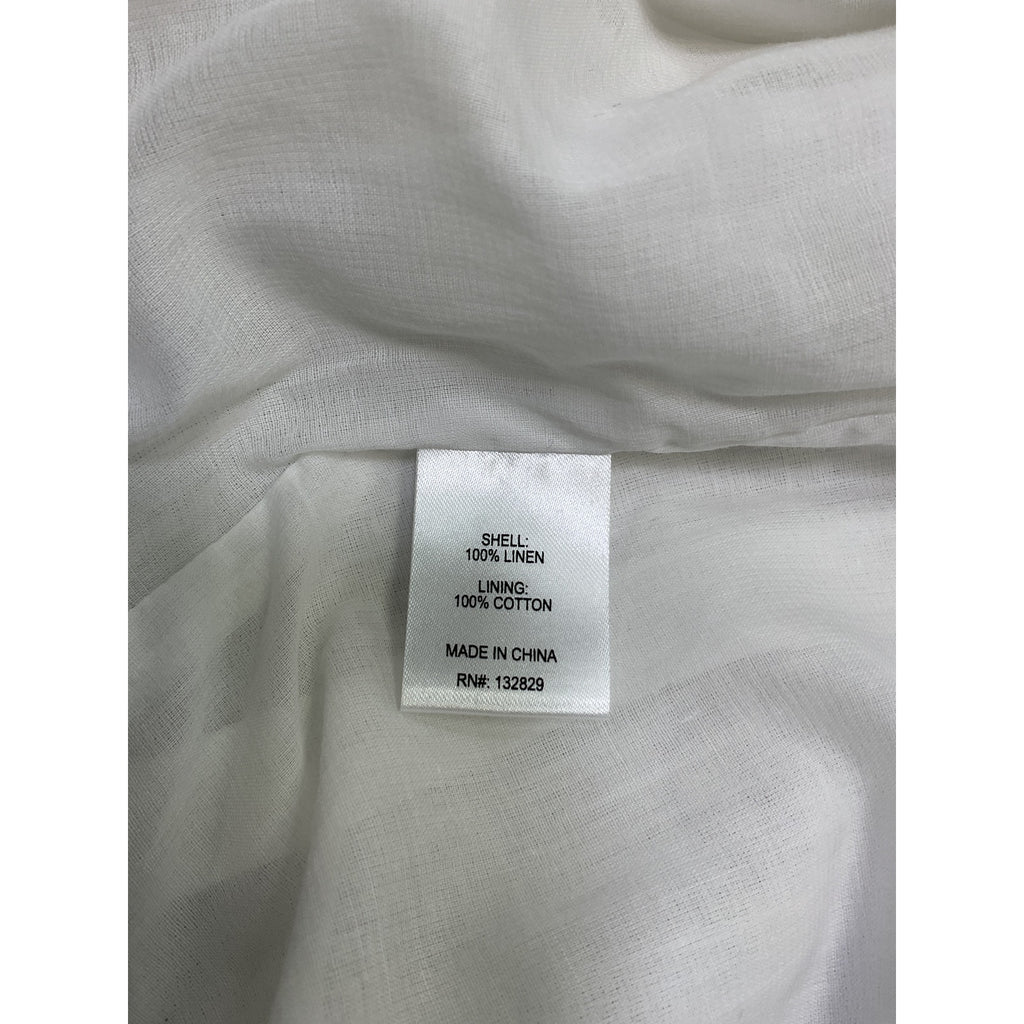 SHELL:
100% LINEN
LINING:
100% COTTON
MADE IN CHINA
RN#: 132829